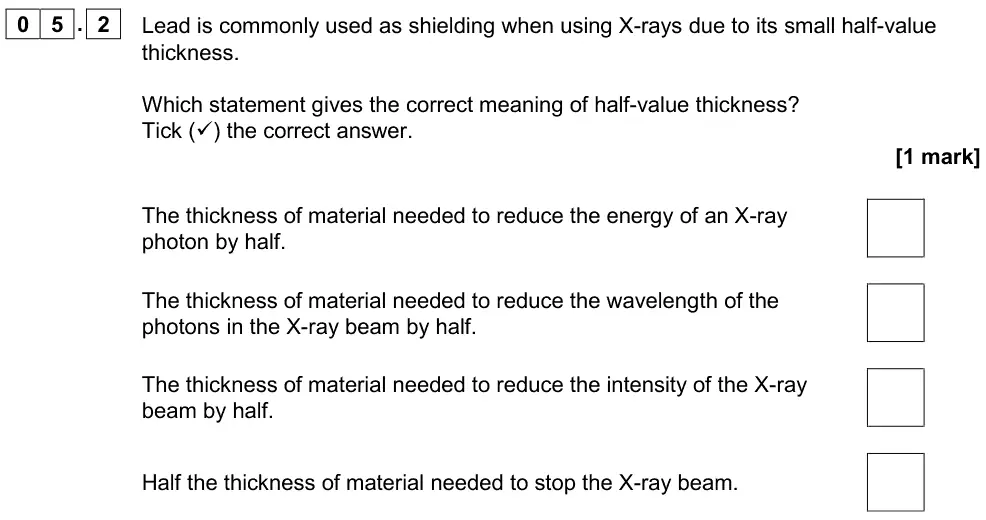 05.2 Lead is commonly used as shielding when using X-rays due to its small half-value
thickness.
Which statement gives the correct meaning of half-value thickness?
Tick (✓) the correct answer.
[1 mark]
The thickness of material needed to reduce the energy of an X-ray
photon by half.
The thickness of material needed to reduce the wavelength of the
photons in the X-ray beam by half.
The thickness of material needed to reduce the intensity of the X-ray
beam by half.
Half the thickness of material needed to stop the X-ray beam.